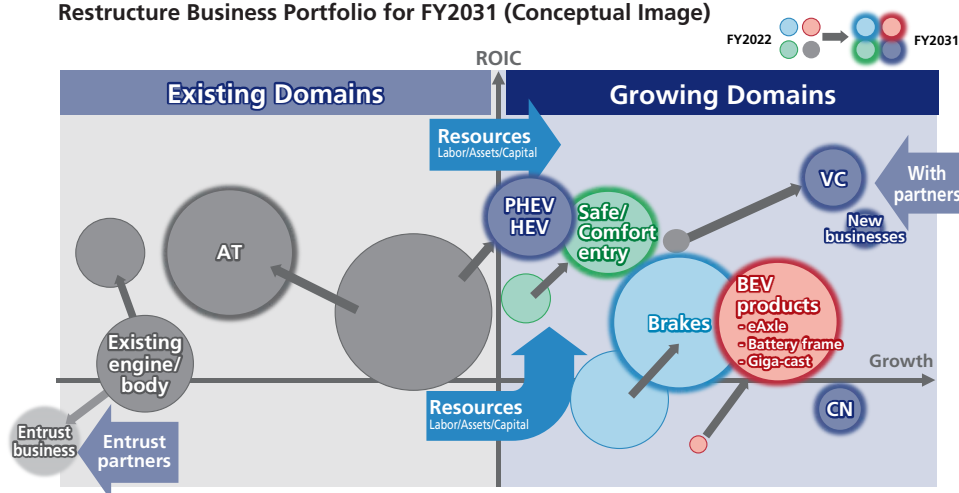 Restructure Business Portfolio for FY2031 (Conceptual Image)
FY2022
FY2031
ROIC
Existing Domains
Growing Domains
Resources
Labor/Assets/Capital
PHEV
HEV
Safe/
Comfort
entry
VC
With
partners
New
businesses
AT
Brakes
BEV
products
- eAxle
- Battery frame
- Giga-cast
Existing
engine/
body
Growth
Resources
Labor/Assets/Capital
CN
Entrust
business
Entrust
partners